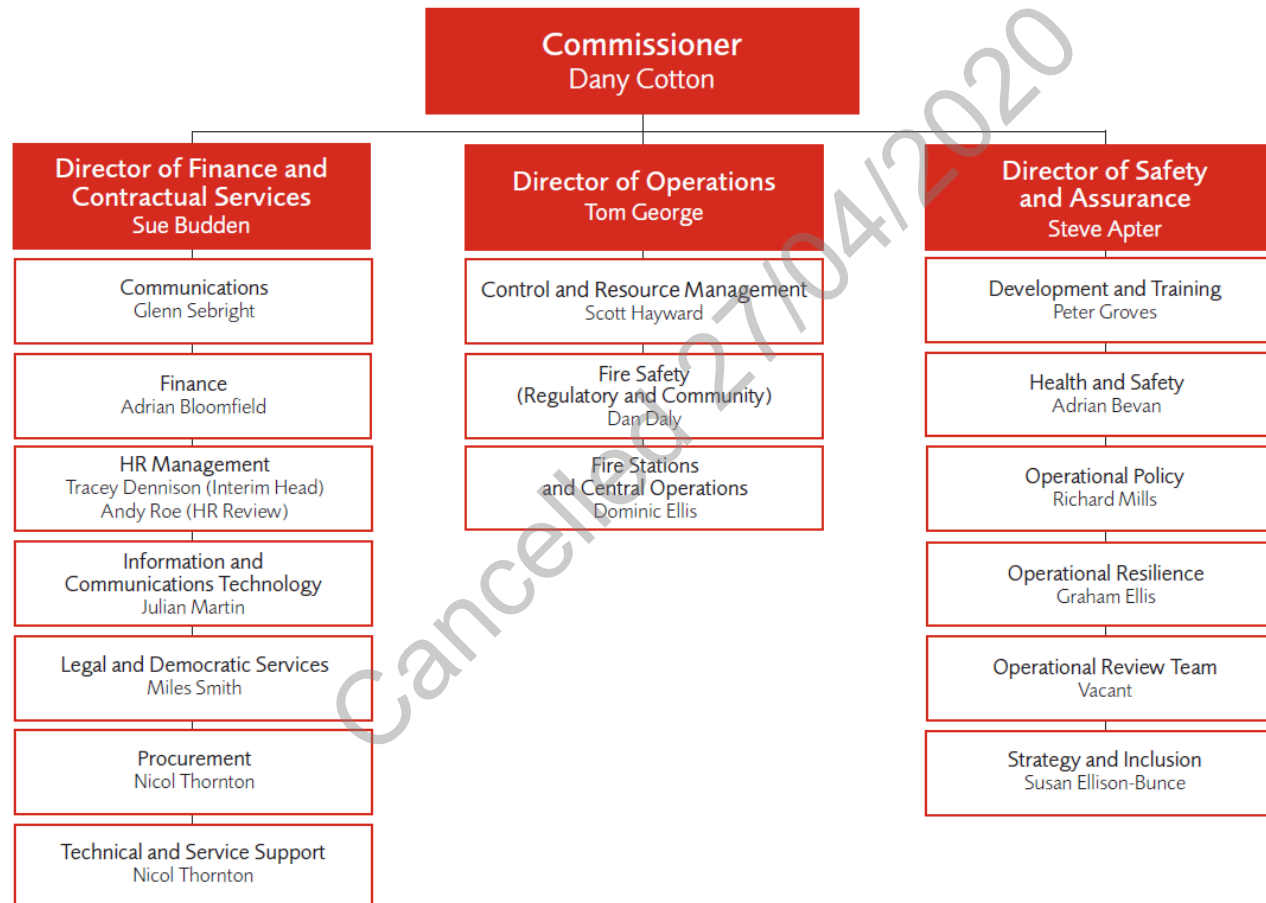 Commissioner
Dany Cotton
Director of Finance and
Contractual Services
Sue Budden
Communications
Glenn Sebright
Finance
Adrian Bloomfield
HR Management
Tracey Dennison (Interim Head)
Andy Roe (HR Review)
Information and
Communications Technology
Julian Martin
Legal and Democratic Services
Miles Smith
Procurement
Nicol Thornton
Technical and Service Support
Nicol Thornton
Director of Operations
Tom George
Control and Resource Management
Scott Hayward
Fire Safety
(Regulatory and Community)
Dan Daly
Fire Stations
and Central Operations
Dominic Ellis
Director of Safety
and Assurance
Steve Apter
Development and Training
Peter Groves
Health and Safety
Adrian Bevan
Operational Policy
Richard Mills
Operational Resilience
Graham Ellis
Operational Review Team
Vacant
Strategy and Inclusion
Susan Ellison-Bunce
Cancelled 27/04/2020